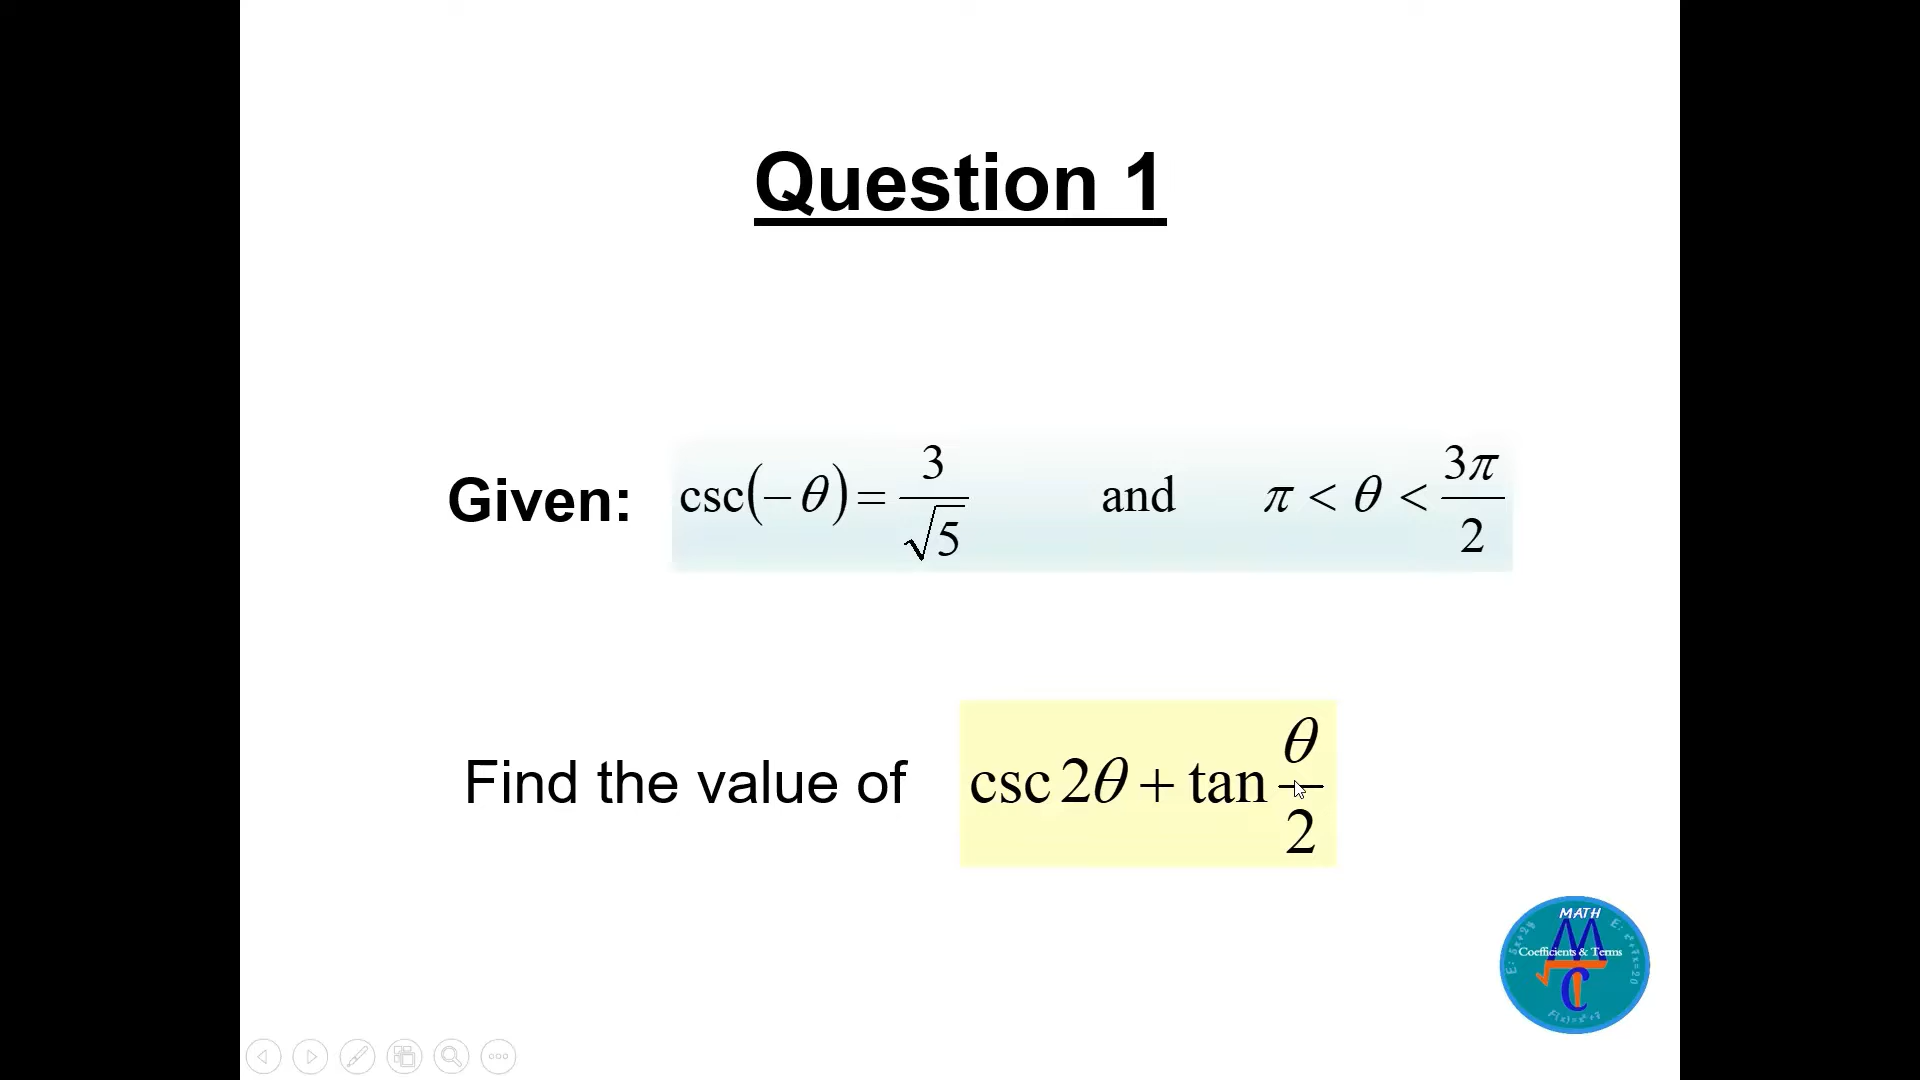 Question 1
Given: csc(−θ) = 3/√5 and π < θ < 3π/2
Find the value of csc 2θ + tan θ/2
MATH
Coefficients & Terms